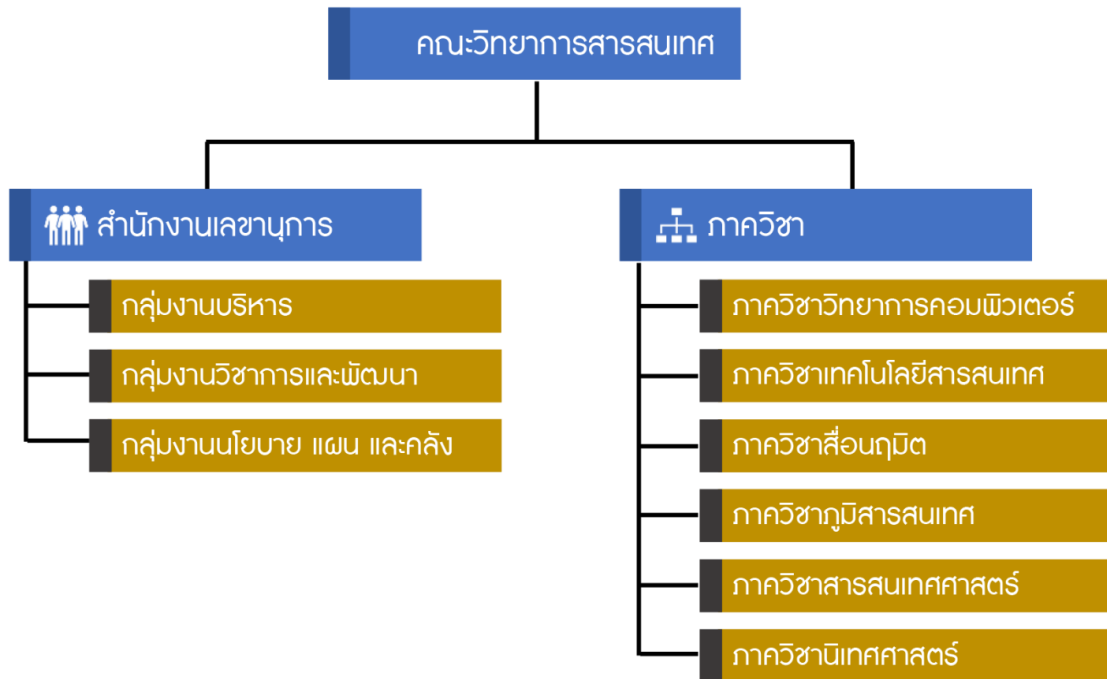 คณะวิทยาการสารสนเทศ
สำนักงานเลขานุการ
กลุ่มงานบริหาร
กลุ่มงานวิชาการและพัฒนา
กลุ่มงานนโยบาย แผน และคลัง
ภาควิชา
ภาควิชาวิทยาการคอมพิวเตอร์
ภาควิชาเทคโนโลยีสารสนเทศ
ภาควิชาสื่อนฤมิต
ภาควิชาภูมิสารสนเทศ
ภาควิชาสารสนเทศศาสตร์
ภาควิชานิเทศศาสตร์